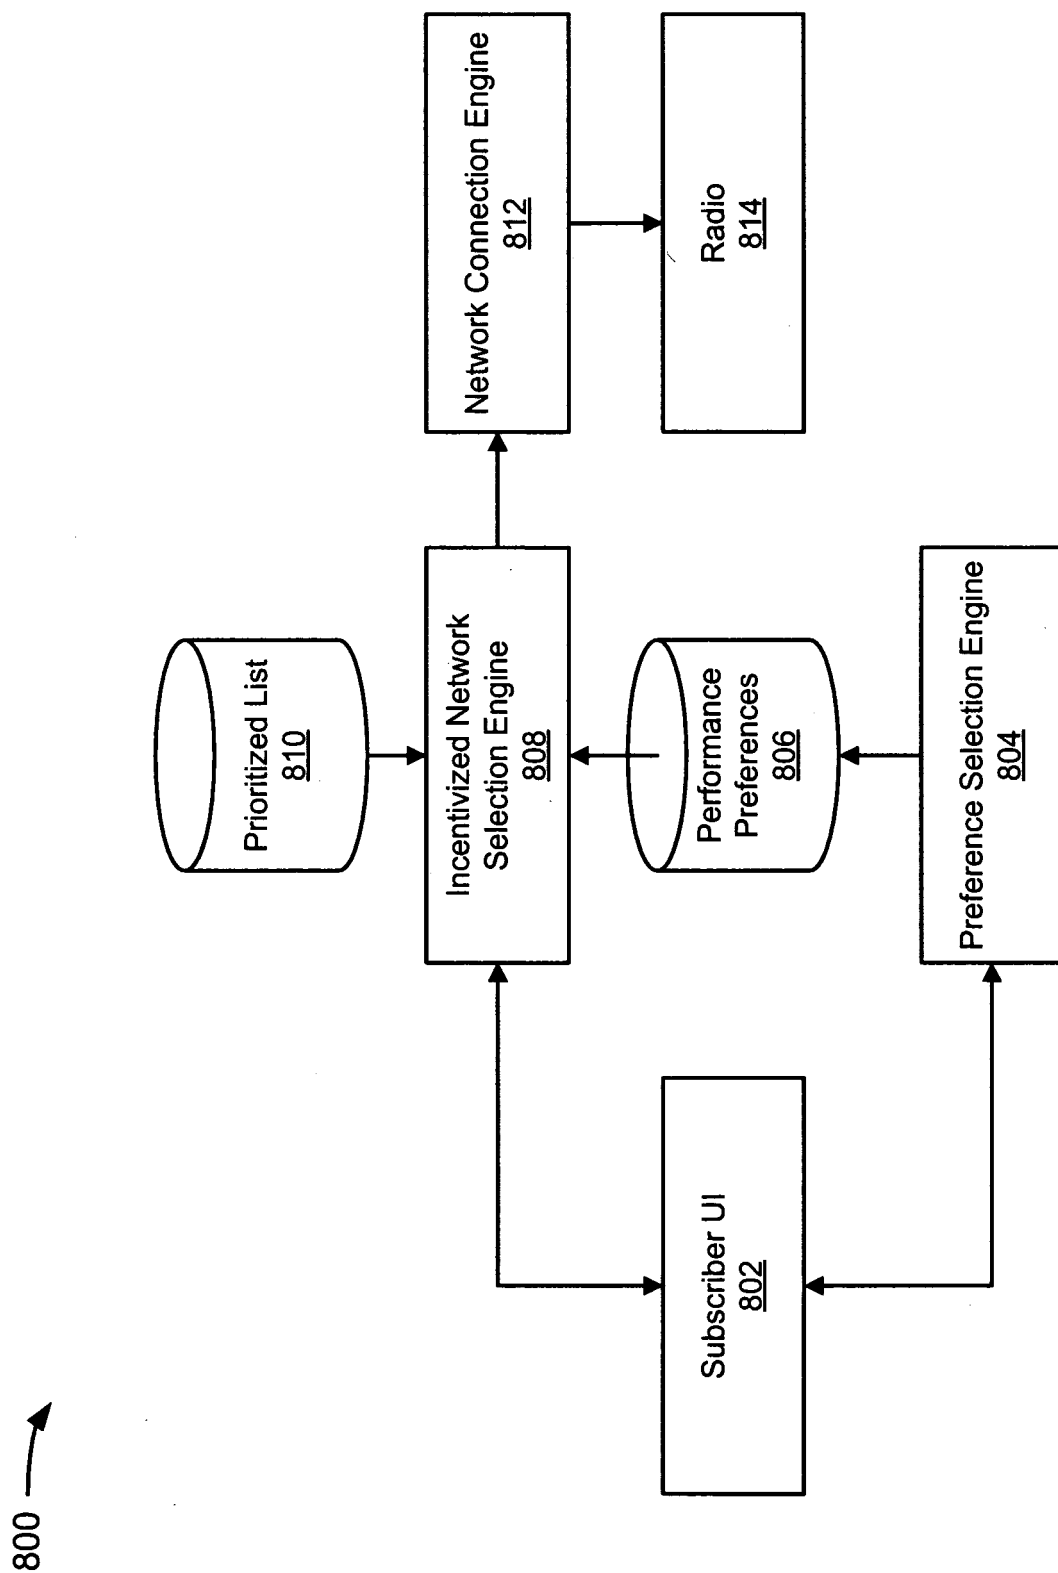 800
Prioritized List
810
Incentivized Network
Selection Engine
808
Network Connection Engine
812
Subscriber UI
802
Performance
Preferences
806
Radio
814
Preference Selection Engine
804